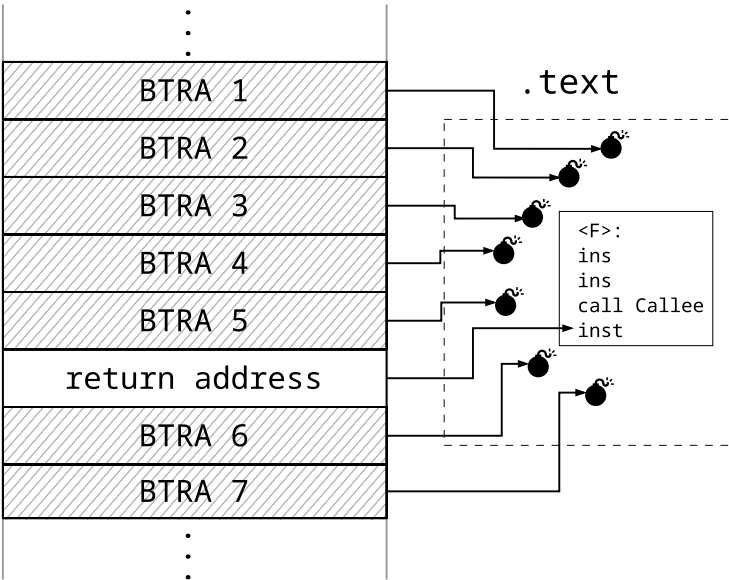 BTRA 1
BTRA 2
BTRA 3
BTRA 4
BTRA 5
return address
BTRA 6
BTRA 7
.text
<F>:
ins
ins
call Callee
inst